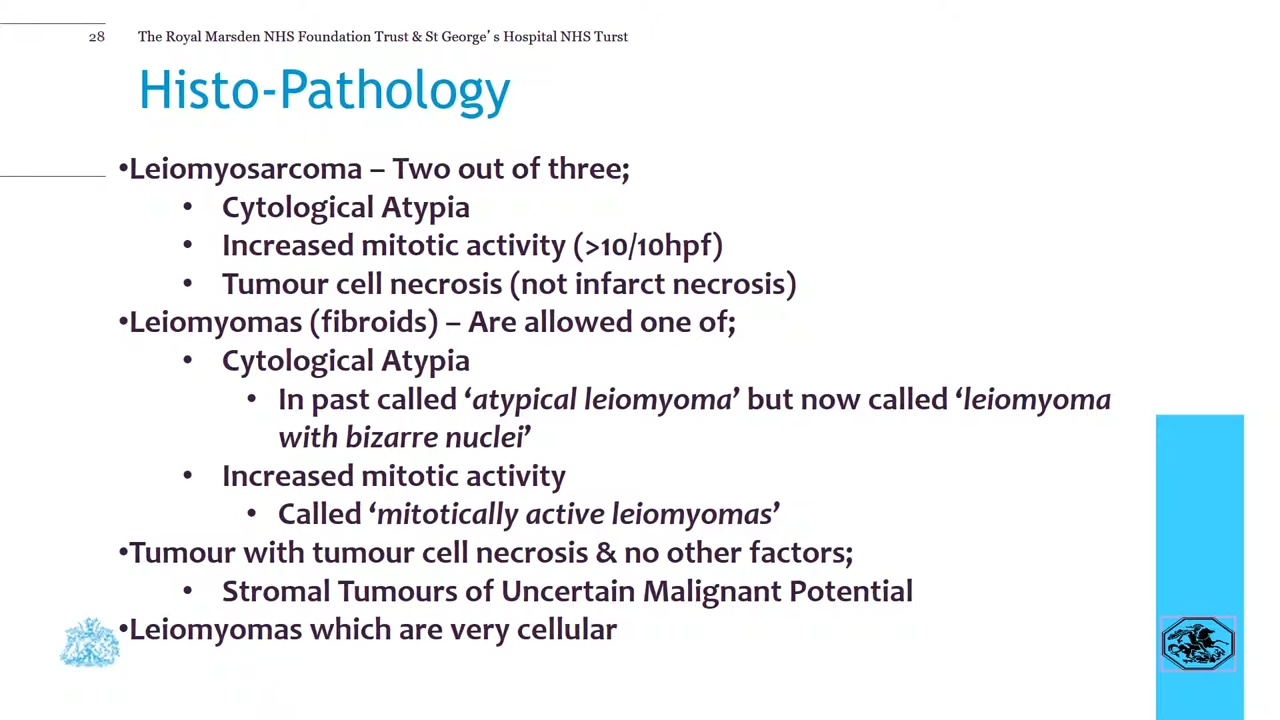 28 The Royal Marsden NHS Foundation Trust & St George’s Hospital NHS Turst
Histo-Pathology
•Leiomyosarcoma – Two out of three;
• Cytological Atypia
• Increased mitotic activity (>10/10hpf)
• Tumour cell necrosis (not infarct necrosis)
•Leiomyomas (fibroids) – Are allowed one of;
• Cytological Atypia
• In past called ‘atypical leiomyoma’ but now called ‘leiomyoma
with bizarre nuclei’
• Increased mitotic activity
• Called ‘mitotically active leiomyomas’
•Tumour with tumour cell necrosis & no other factors;
• Stromal Tumours of Uncertain Malignant Potential
•Leiomyomas which are very cellular